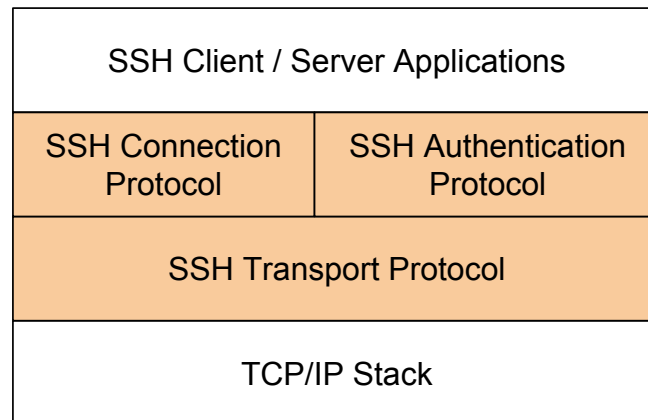 SSH Client / Server Applications
SSH Connection
Protocol
SSH Authentication
Protocol
SSH Transport Protocol
TCP/IP Stack